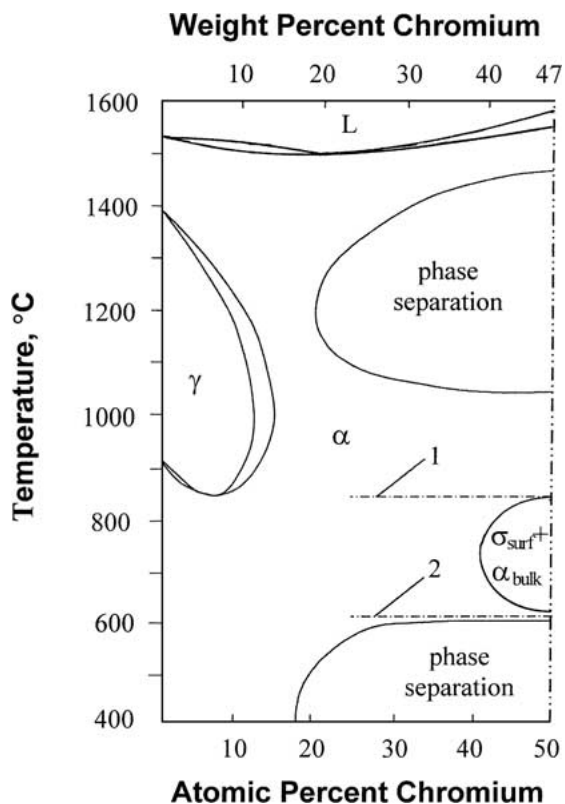 Weight Percent Chromium
10 20 30 40 47
1600
L
1400
phase
separation
1200
γ
1000
α
1
800
σsurf+
αbulk
2
600
phase
separation
400
10 20 30 40 50
Atomic Percent Chromium
Temperature, °C